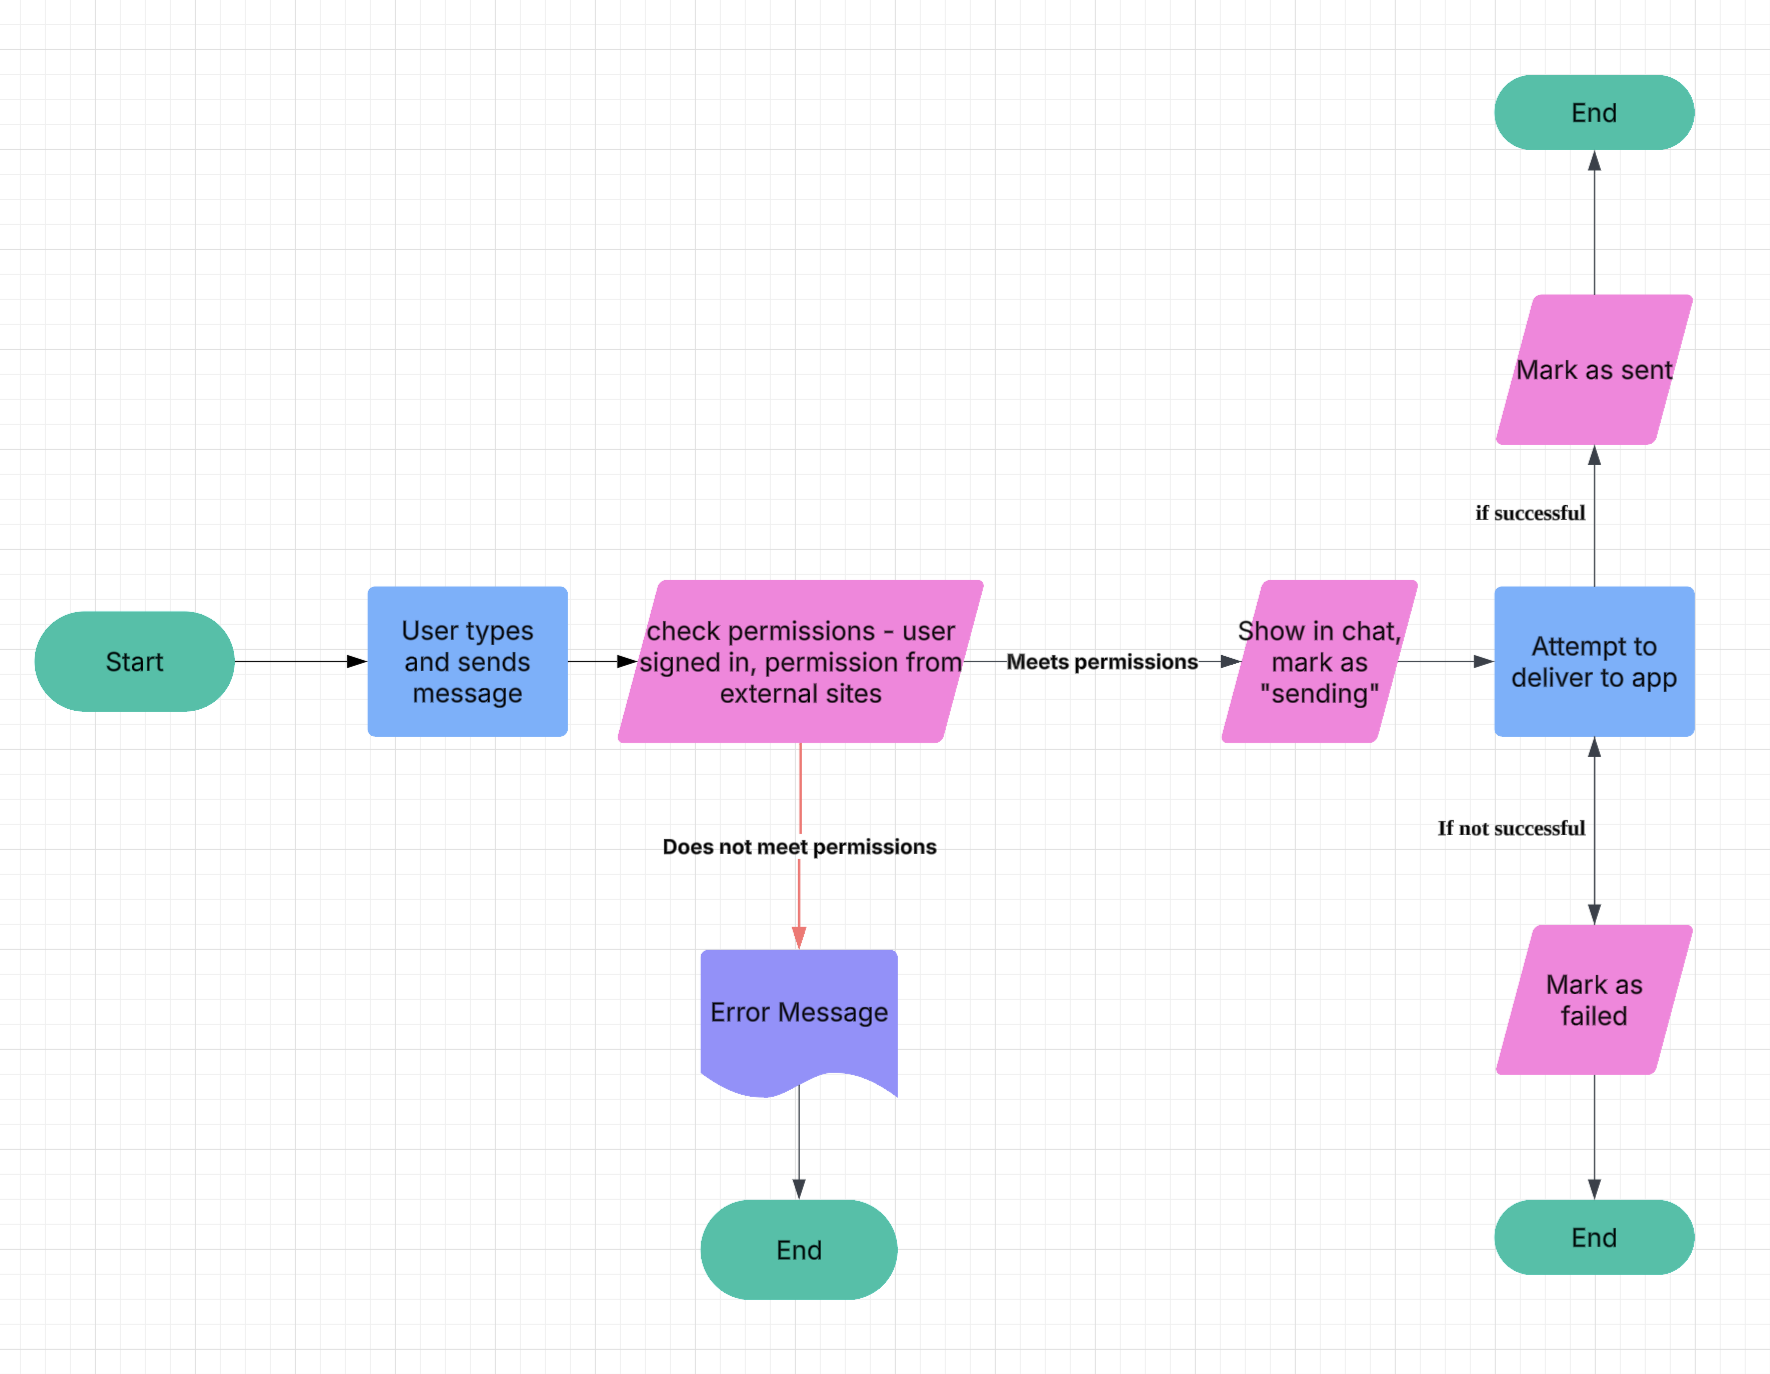 End
Mark as sent
if successful
Start
User types
and sends
message
check permissions - user
signed in, permission from
external sites
Meets permissions
Show in chat,
mark as
"sending"
Attempt to
deliver to app
Does not meet permissions
If not successful
Error Message
Mark as
failed
End
End